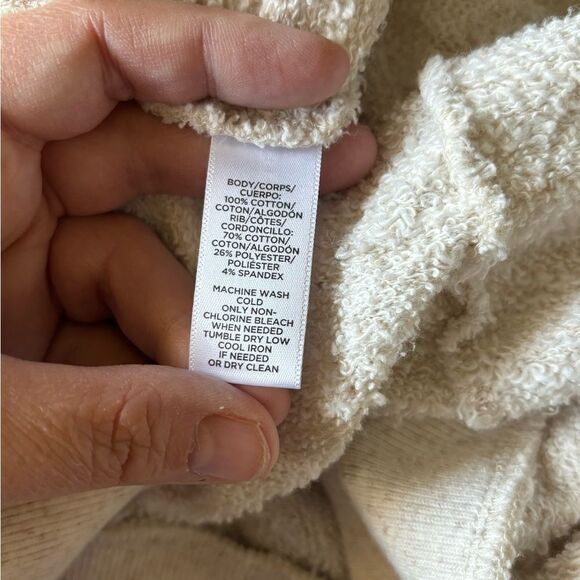 BODY/CORPS/
CUERPO:
100% COTTON/
COTON/ALGODÓN
RIB/CÔTES/
CORDONCILLO:
70% COTTON/
COTON/ALGODÓN
26% POLYESTER/
POLIÉSTER
4% SPANDEX
MACHINE WASH
COLD
ONLY NON-
CHLORINE BLEACH
WHEN NEEDED
TUMBLE DRY LOW
COOL IRON
IF NEEDED
OR DRY CLEAN